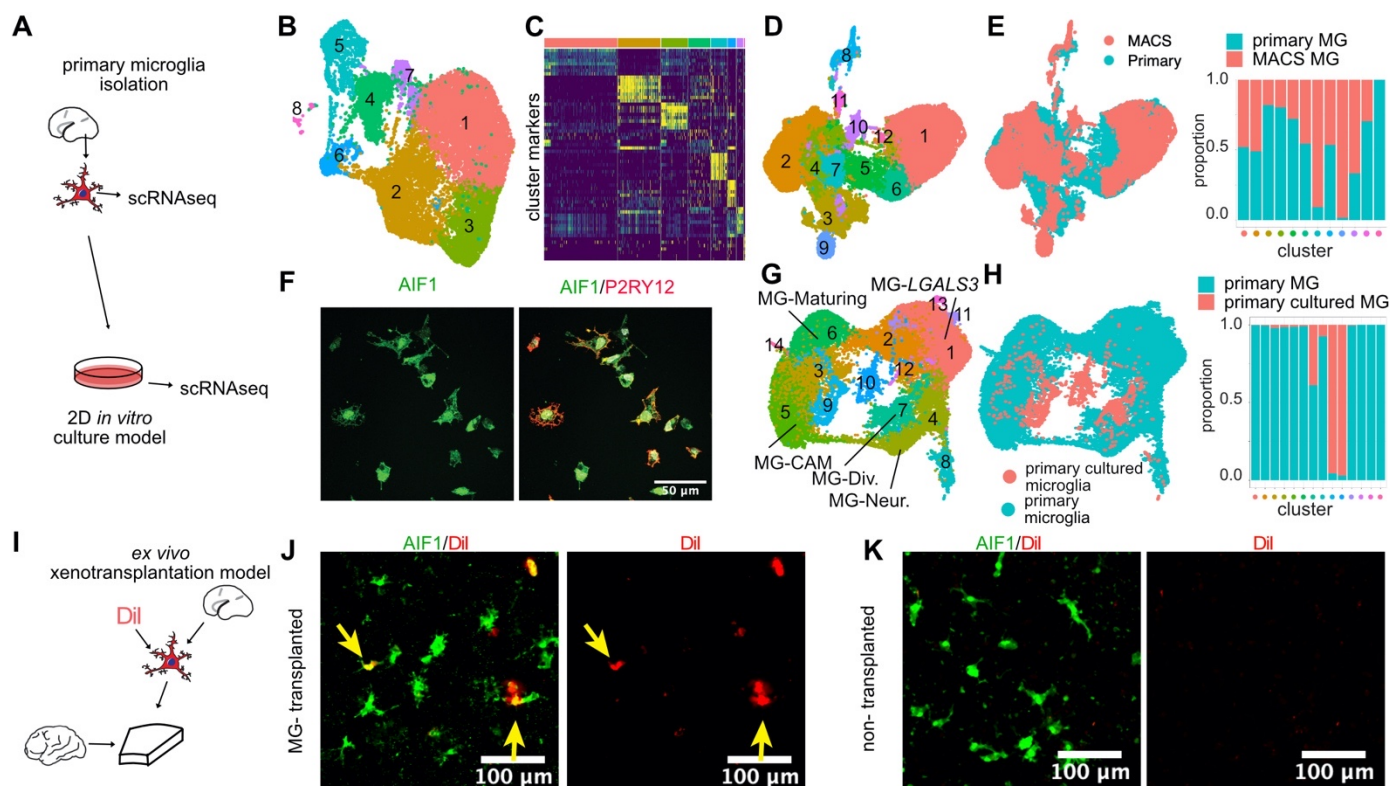 A
primary microglia
isolation
scRNAseq
2D in vitro
culture model
scRNAseq
B
5
7
4
8
1
6
2
3
C
cluster markers
D
8
11
10
12
1
2
4
7
5
6
3
9
E
MACS
Primary
primary MG
MACS MG
proportion
1.0
0.5
0.0
cluster
F
AIF1
AIF1/P2RY12
50 µm
G
MG-LGALS3
MG-Maturing
13
11
6
2
1
14
3
12
10
9
5
7
4
8
MG-CAM
MG-Div.
MG-Neur.
H
primary cultured
microglia
primary
microglia
primary MG
primary cultured MG
proportion
1.0
0.5
0.0
cluster
I
ex vivo
xenotransplantation model
Dil
J
MG- transplanted
AIF1/Dil
100 µm
Dil
100 µm
K
non- transplanted
AIF1/Dil
100 µm
Dil
100 µm